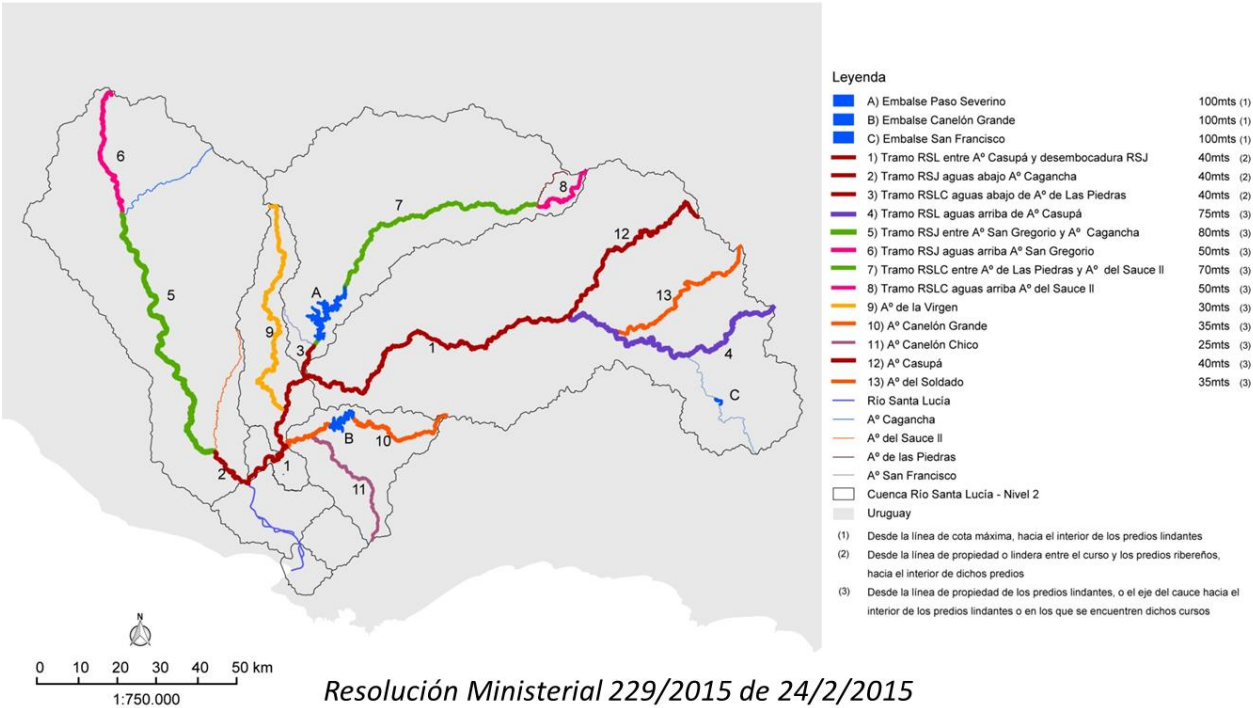 6
8
7
12
A
13
5
9
3
1
4
C
B
10
2
1
11
N
0 10 20 30 40 50 km
1:750.000
Leyenda
A) Embalse Paso Severino 100mts (1)
B) Embalse Canelón Grande 100mts (1)
C) Embalse San Francisco 100mts (1)
1) Tramo RSL entre Aº Casupá y desembocadura RSJ 40mts (2)
2) Tramo RSJ aguas abajo Aº Cagancha 40mts (2)
3) Tramo RSLC aguas abajo de Aº de Las Piedras 40mts (2)
4) Tramo RSL aguas arriba de Aº Casupá 75mts (3)
5) Tramo RSJ entre Aº San Gregorio y Aº Cagancha 80mts (3)
6) Tramo RSJ aguas arriba Aº San Gregorio 50mts (3)
7) Tramo RSLC entre Aº de Las Piedras y Aº del Sauce ll 70mts (3)
8) Tramo RSLC aguas arriba Aº del Sauce ll 50mts (3)
9) Aº de la Virgen 30mts (3)
10) Aº Canelón Grande 35mts (3)
11) Aº Canelón Chico 25mts (3)
12) Aº Casupá 40mts (3)
13) Aº del Soldado 35mts (3)
Río Santa Lucía
Aº Cagancha
Aº del Sauce ll
Aº de las Piedras
Aº San Francisco
Cuenca Río Santa Lucía - Nivel 2
Uruguay
(1) Desde la línea de cota máxima, hacia el interior de los predios lindantes
(2) Desde la línea de propiedad o lindera entre el curso y los predios ribereños,
hacia el interior de dichos predios
(3) Desde la línea de propiedad de los predios lindantes, o el eje del cauce hacia el
interior de los predios lindantes o en los que se encuentren dichos cursos
Resolución Ministerial 229/2015 de 24/2/2015